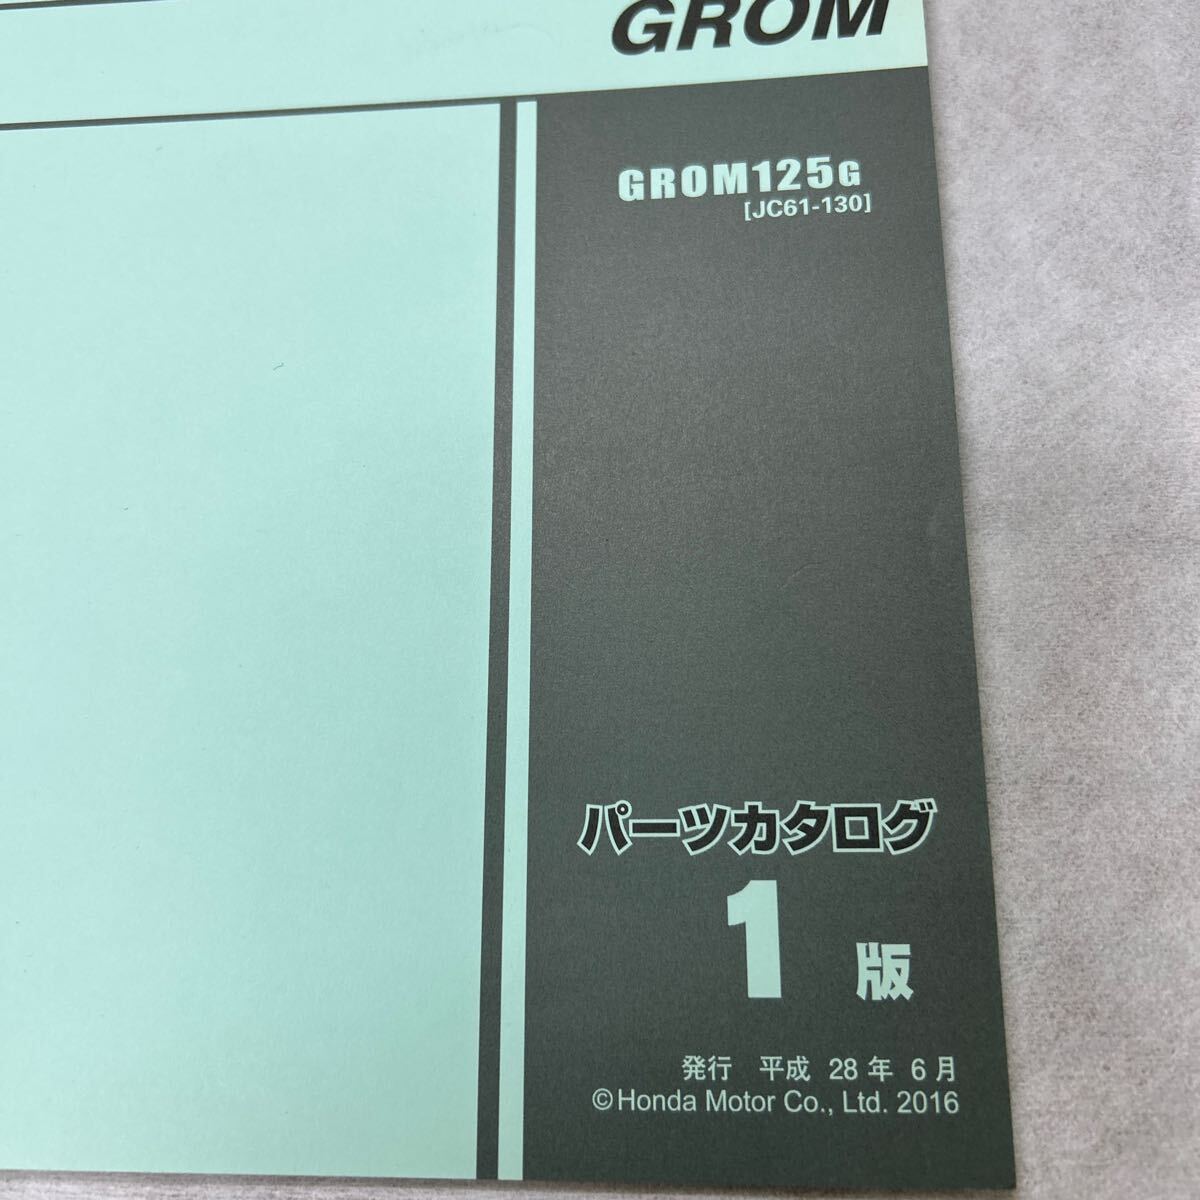 GROM
GROM125G
[JC61-130]
パーツカタログ
1 版
発行 平成 28 年 6 月
©Honda Motor Co., Ltd. 2016